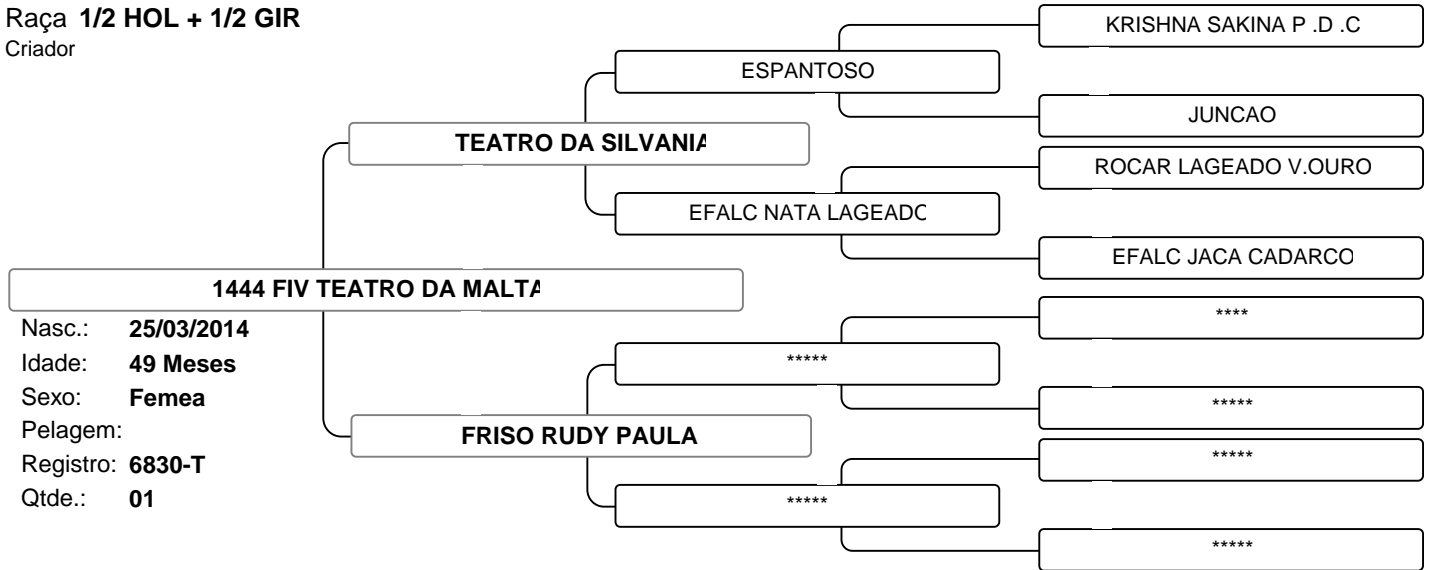 Raça 1/2 HOL + 1/2 GIR
Criador
KRISHNA SAKINA P .D .C
ESPANTOSO
JUNCAO
TEATRO DA SILVANIA
ROCAR LAGEADO V.OURO
EFALC NATA LAGEADO
EFALC JACA CADARCO
1444 FIV TEATRO DA MALTA
Nasc.: 25/03/2014
Idade: 49 Meses
Sexo: Femea
Pelagem:
Registro: 6830-T
Qtde.: 01
****
*****
*****
FRISO RUDY PAULA
*****
*****
*****